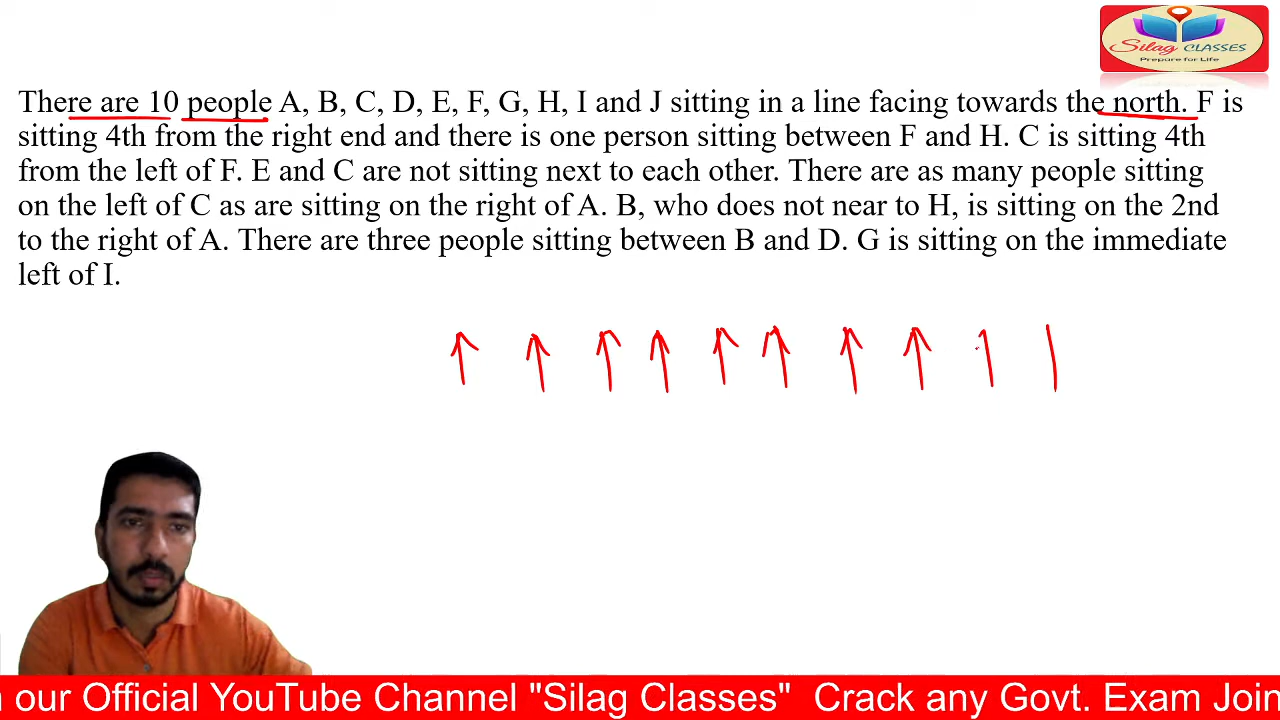 Silag CLASSES
Prepare for Life
There are 10 people A, B, C, D, E, F, G, H, I and J sitting in a line facing towards the north. F is
sitting 4th from the right end and there is one person sitting between F and H. C is sitting 4th
from the left of F. E and C are not sitting next to each other. There are as many people sitting
on the left of C as are sitting on the right of A. B, who does not near to H, is sitting on the 2nd
to the right of A. There are three people sitting between B and D. G is sitting on the immediate
left of I.
our Official YouTube Channel "Silag Classes" Crack any Govt. Exam Join